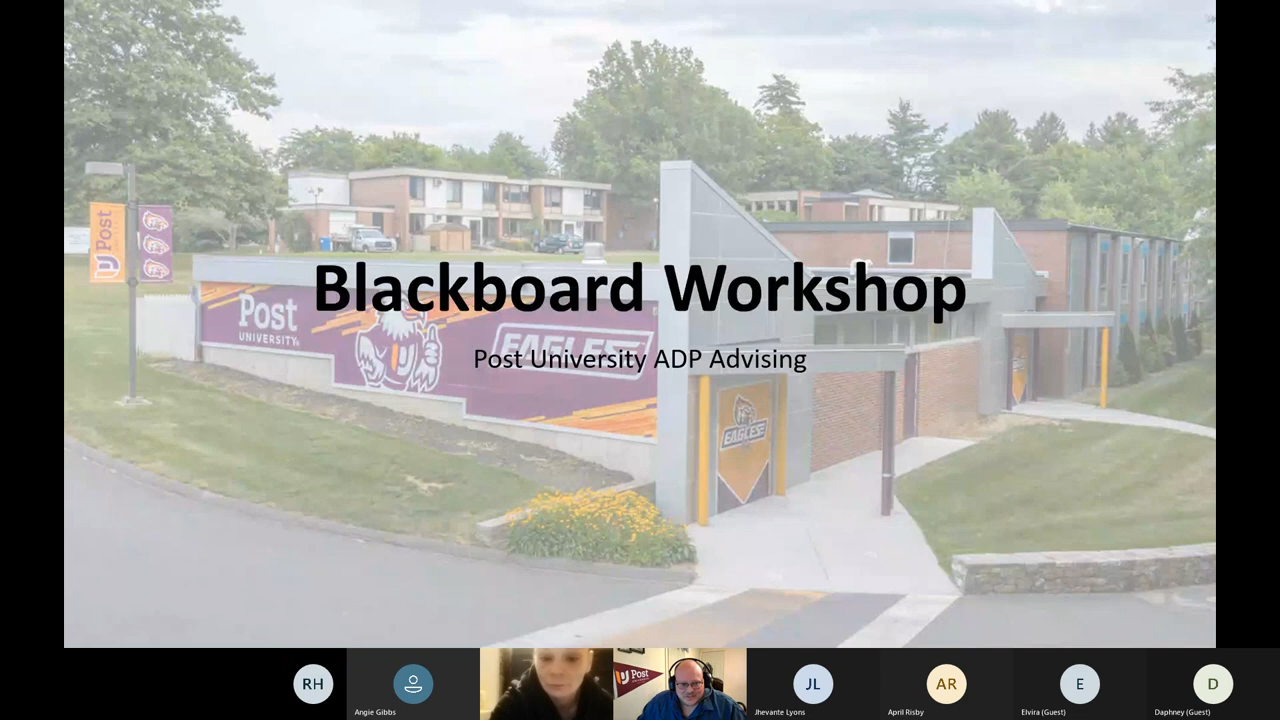 Blackboard Workshop
Post University ADP Advising
Post
Post
UNIVERSITY
EAGLES
EAGLES
Post
RH
Angie Gibbs
JL
Jhevante Lyons
AR
April Risby
E
Elvira (Guest)
D
Daphney (Guest)